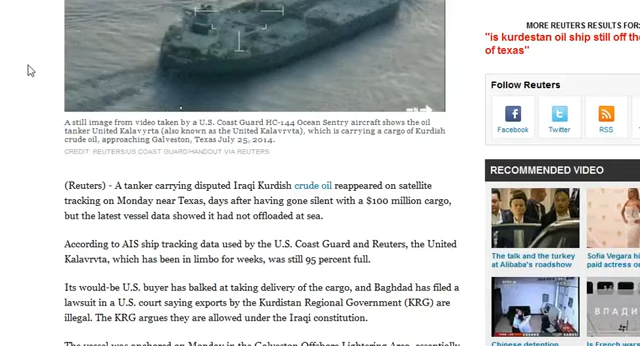 MORE REUTERS RESULTS FOR:
"is kurdestan oil ship still off the
of texas"
A still image from video taken by a U.S. Coast Guard HC-144 Ocean Sentry aircraft shows the oil
tanker United Kalavyrta (also known as the United Kalavrvta), which is carrying a cargo of Kurdish
crude oil, approaching Galveston, Texas July 25, 2014.
CREDIT: REUTERS/US COAST GUARD/HANDOUT VIA REUTERS
(Reuters) - A tanker carrying disputed Iraqi Kurdish crude oil reappeared on satellite
tracking on Monday near Texas, days after having gone silent with a $100 million cargo,
but the latest vessel data showed it had not offloaded at sea.
According to AIS ship tracking data used by the U.S. Coast Guard and Reuters, the United
Kalavrvta, which has been in limbo for weeks, was still 95 percent full.
Its would-be U.S. buyer has balked at taking delivery of the cargo, and Baghdad has filed a
lawsuit in a U.S. court saying exports by the Kurdistan Regional Government (KRG) are
illegal. The KRG argues they are allowed under the Iraqi constitution.
The vessel was anchored on Monday in the Galveston Offshore Lightering Area, essentially
Follow Reuters
Facebook
Twitter
RSS
RECOMMENDED VIDEO
The talk and the turkey
at Alibaba's roadshow
Sofia Vegara hi
paid actress on
ВЛАДИ
Chinese detention
Is French wars